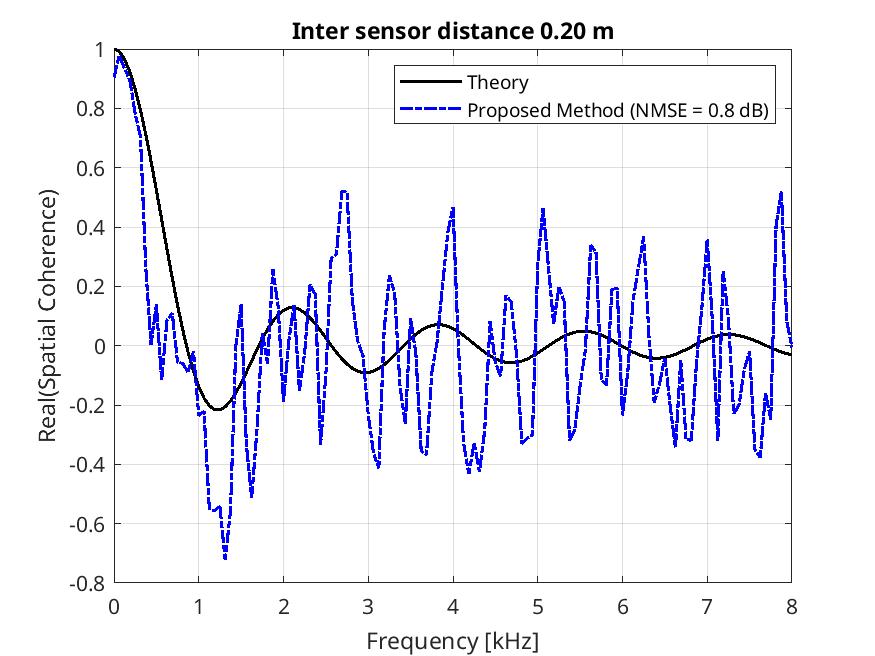 Inter sensor distance 0.20 m
Theory
Proposed Method (NMSE = 0.8 dB)
Real(Spatial Coherence)
1
0.8
0.6
0.4
0.2
0
-0.2
-0.4
-0.6
-0.8
0 1 2 3 4 5 6 7 8
Frequency [kHz]